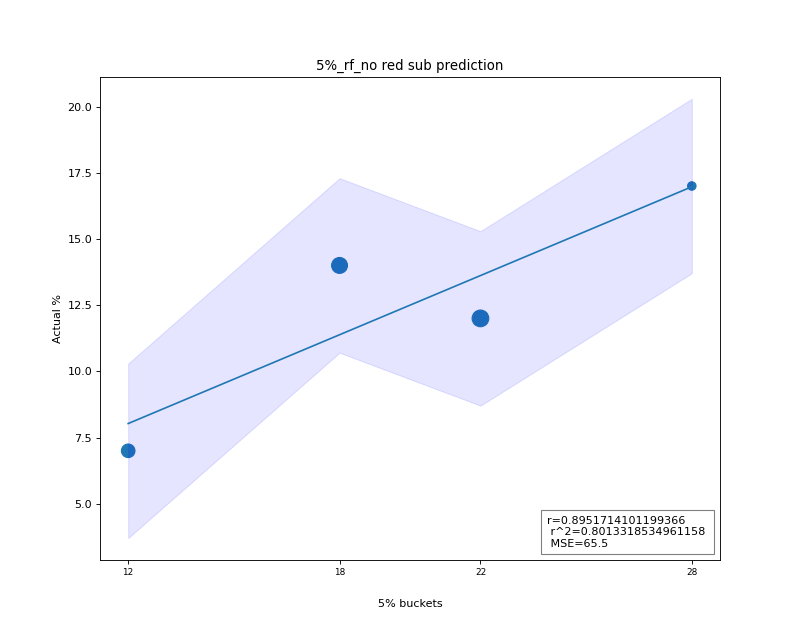 5%_rf_no red sub prediction
Actual %
20.0
17.5
15.0
12.5
10.0
7.5
5.0
r=0.8951714101199366
r^2=0.8013318534961158
MSE=65.5
12 18 22 28
5% buckets